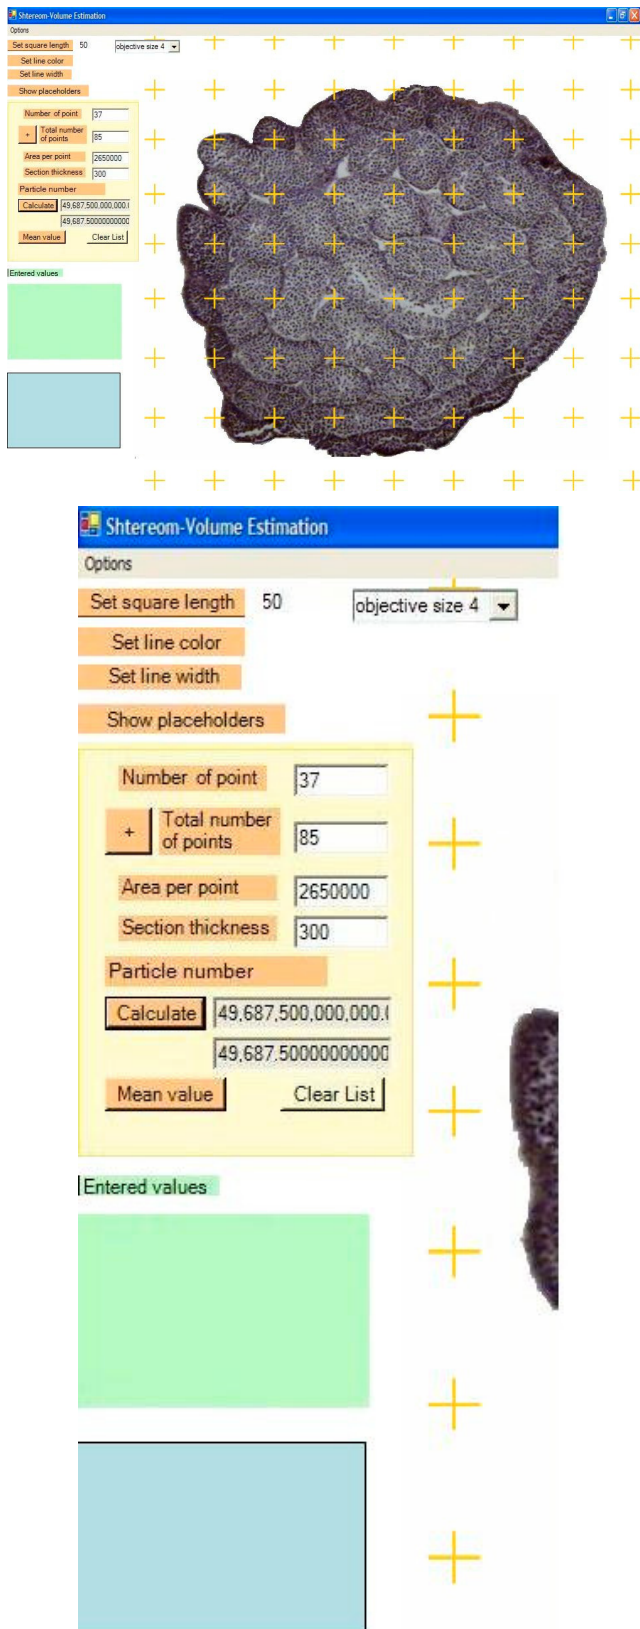 Shtereom-Volume Estimation
Options
Set square length 50 objective size 4
Set line color
Set line width
Show placeholders
Number of point 37
+ Total number of points 85
Area per point 2650000
Section thickness 300
Particle number
Calculate 49,687,500,000,000.(
49,687.50000000000
Mean value Clear List
Entered values
Shtereom-Volume Estimation
Options
Set square length 50 objective size 4
Set line color
Set line width
Show placeholders
Number of point 37
+ Total number
of points 85
Area per point 2650000
Section thickness 300
Particle number
Calculate 49,687,500,000,000.(
49,687.50000000000
Mean value Clear List
Entered values